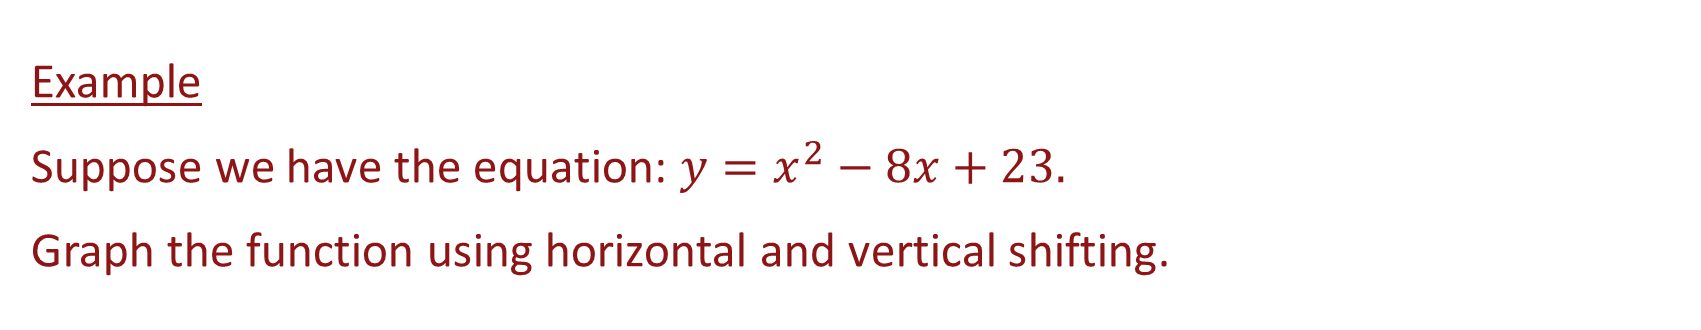 Example
Suppose we have the equation: y = x² − 8x + 23.
Graph the function using horizontal and vertical shifting.